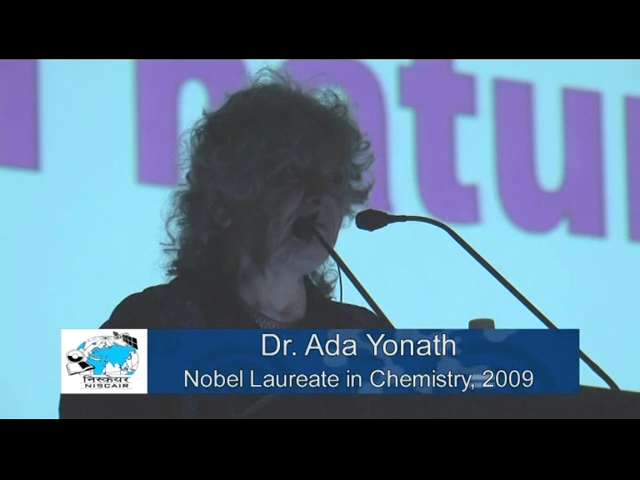 natur
Dr. Ada Yonath
Nobel Laureate in Chemistry, 2009
निस्केयर
NISCAIR